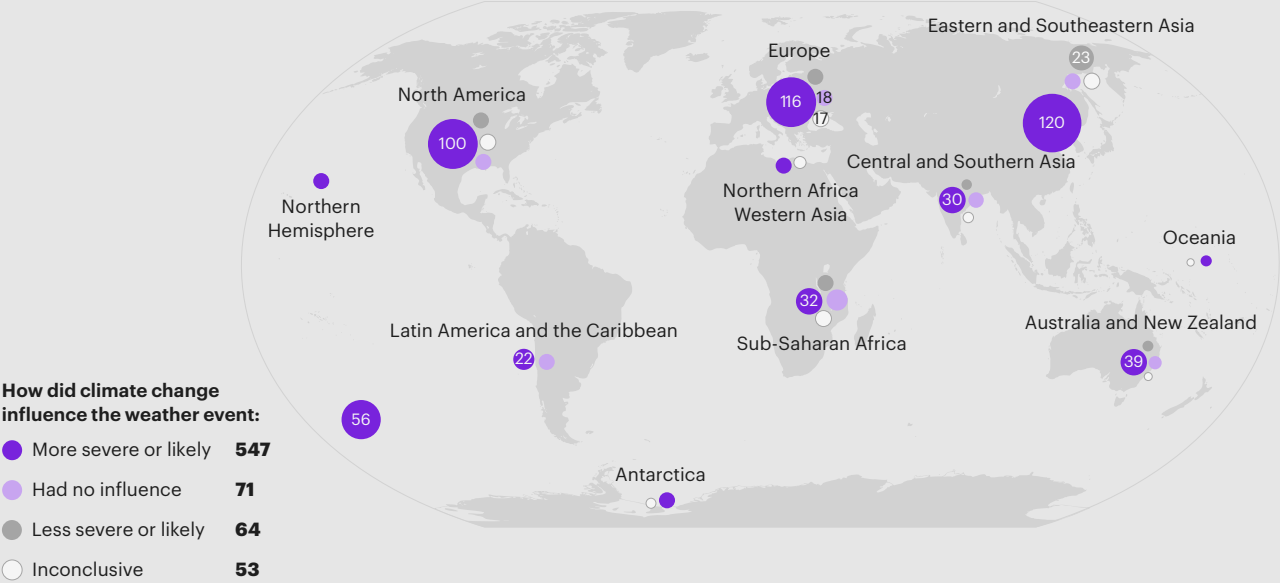 Eastern and Southeastern Asia
23
120
Europe
116
18
17
North America
100
Central and Southern Asia
30
Northern Africa
Western Asia
Northern
Hemisphere
Oceania
32
Sub-Saharan Africa
Latin America and the Caribbean
22
Australia and New Zealand
39
56
Antarctica
How did climate change
influence the weather event:
More severe or likely 547
Had no influence 71
Less severe or likely 64
Inconclusive 53